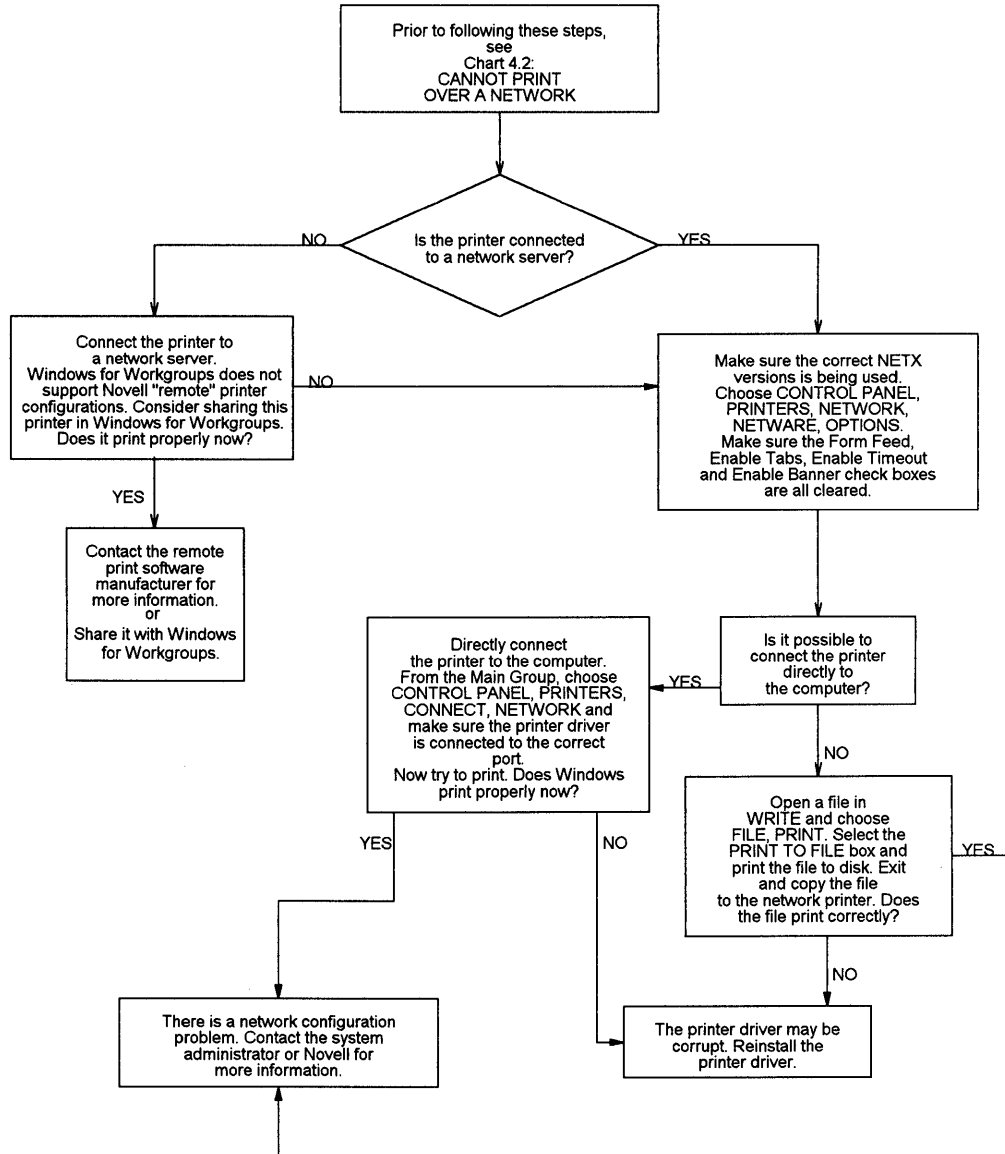 Prior to following these steps,
see
Chart 4.2:
CANNOT PRINT
OVER A NETWORK
Is the printer connected
to a network server?
NO
YES
Connect the printer to
a network server.
Windows for Workgroups does not
support Novell "remote" printer
configurations. Consider sharing this
printer in Windows for Workgroups.
Does it print properly now?
NO
Make sure the correct NETX
versions is being used.
Choose CONTROL PANEL,
PRINTERS, NETWORK,
NETWARE, OPTIONS.
Make sure the Form Feed,
Enable Tabs, Enable Timeout
and Enable Banner check boxes
are all cleared.
YES
Contact the remote
print software
manufacturer for
more information.
or
Share it with Windows
for Workgroups.
Is it possible to
connect the printer
directly to
the computer?
YES
Directly connect
the printer to the computer.
From the Main Group, choose
CONTROL PANEL, PRINTERS,
CONNECT, NETWORK and
make sure the printer driver
is connected to the correct
port.
Now try to print. Does Windows
print properly now?
NO
Open a file in
WRITE and choose
FILE, PRINT. Select the
PRINT TO FILE box and
print the file to disk. Exit
and copy the file
to the network printer. Does
the file print correctly?
YES
YES
NO
NO
There is a network configuration
problem. Contact the system
administrator or Novell for
more information.
The printer driver may be
corrupt. Reinstall the
printer driver.